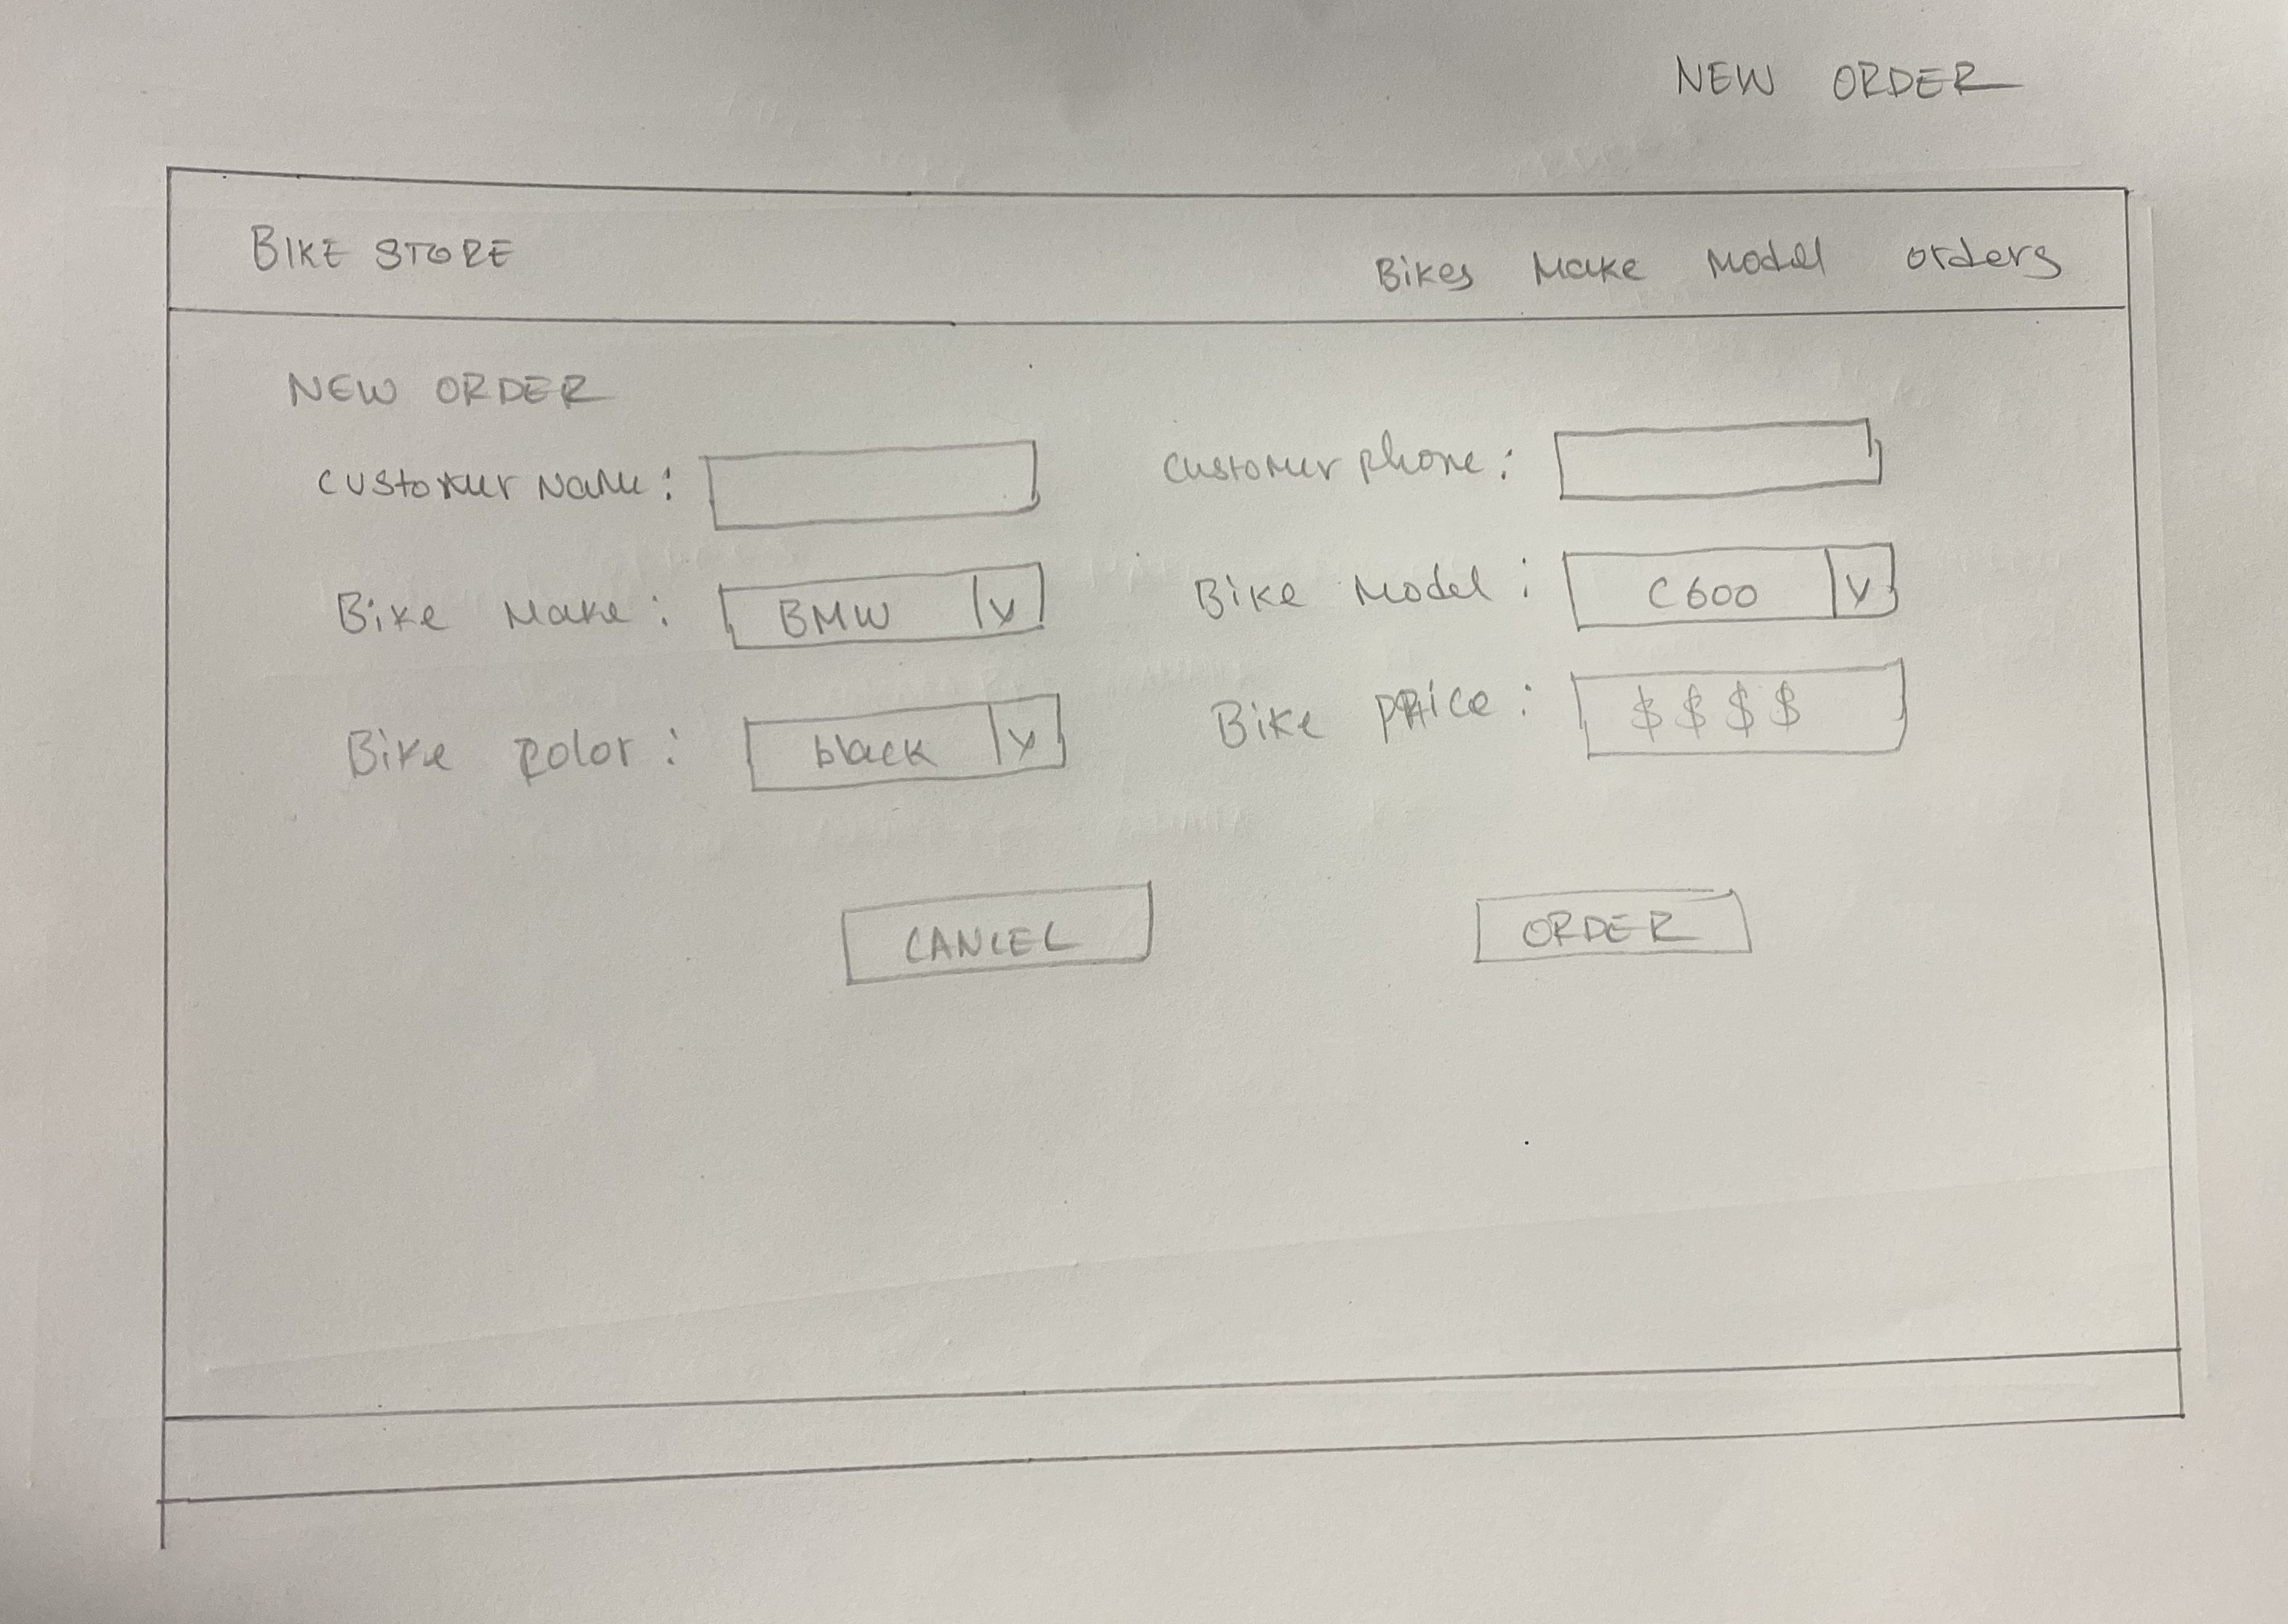 NEW ORDER
BIKE STORE Bikes Make Model orders
NEW ORDER
customer Name: customer phone:
Bike Make: BMW v Bike Model: C600 v
Bike color: black v Bike price: $ $ $ $
CANCEL ORDER